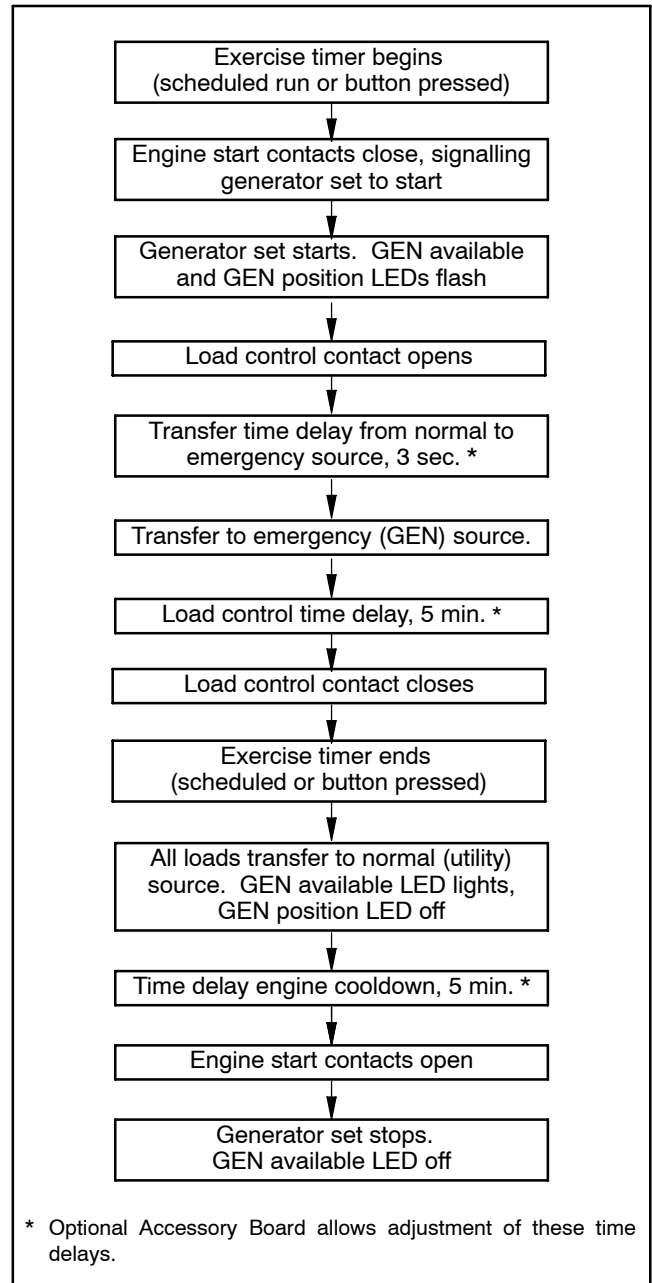 Exercise timer begins
(scheduled run or button pressed)
Engine start contacts close, signalling
generator set to start
Generator set starts. GEN available
and GEN position LEDs flash
Load control contact opens
Transfer time delay from normal to
emergency source, 3 sec. *
Transfer to emergency (GEN) source.
Load control time delay, 5 min. *
Load control contact closes
Exercise timer ends
(scheduled or button pressed)
All loads transfer to normal (utility)
source. GEN available LED lights,
GEN position LED off
Time delay engine cooldown, 5 min. *
Engine start contacts open
Generator set stops.
GEN available LED off
* Optional Accessory Board allows adjustment of these time
delays.